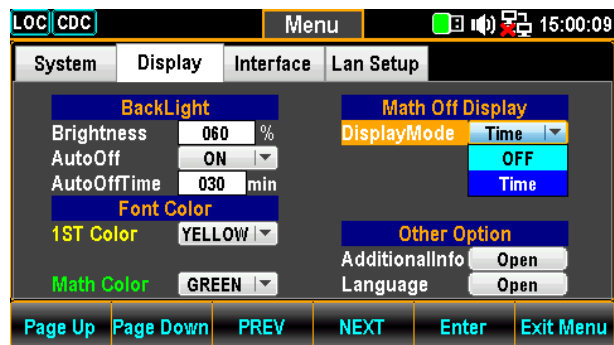 LOC CDC Menu 15:00:09
System Display Interface Lan Setup
BackLight
Brightness 060 %
AutoOff ON
AutoOffTime 030 min
Font Color
1ST Color YELLOW
Math Color GREEN
Math Off Display
DisplayMode Time
OFF
Time
Other Option
AdditionalInfo Open
Language Open
Page Up Page Down PREV NEXT Enter Exit Menu